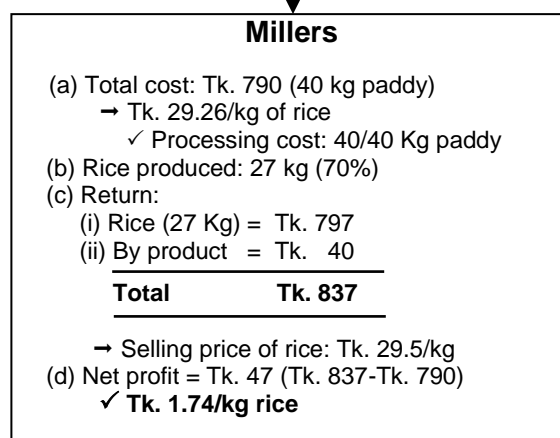 Millers
(a) Total cost: Tk. 790 (40 kg paddy)
→ Tk. 29.26/kg of rice
✓ Processing cost: 40/40 Kg paddy
(b) Rice produced: 27 kg (70%)
(c) Return:
(i) Rice (27 Kg) = Tk. 797
(ii) By product = Tk. 40
Total Tk. 837
→ Selling price of rice: Tk. 29.5/kg
(d) Net profit = Tk. 47 (Tk. 837-Tk. 790)
✓ Tk. 1.74/kg rice